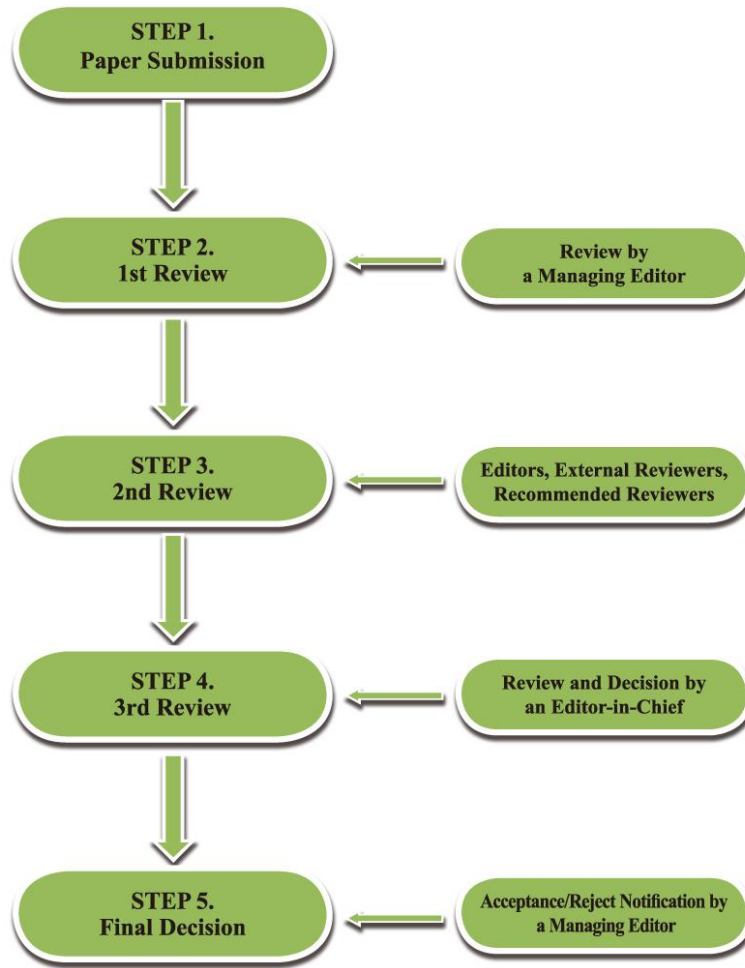 STEP 1.
Paper Submission
STEP 2.
1st Review
Review by
a Managing Editor
STEP 3.
2nd Review
Editors, External Reviewers,
Recommended Reviewers
STEP 4.
3rd Review
Review and Decision by
an Editor-in-Chief
STEP 5.
Final Decision
Acceptance/Reject Notification by
a Managing Editor